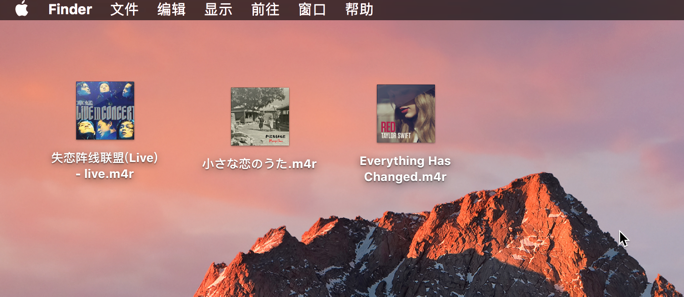 Finder 文件 编辑 显示 前往 窗口 帮助
LIVE IN CONCERT
RED
TAYLOR SWIFT
失恋阵线联盟(Live)
- live.m4r
小さな恋のうた.m4r
Everything Has
Changed.m4r